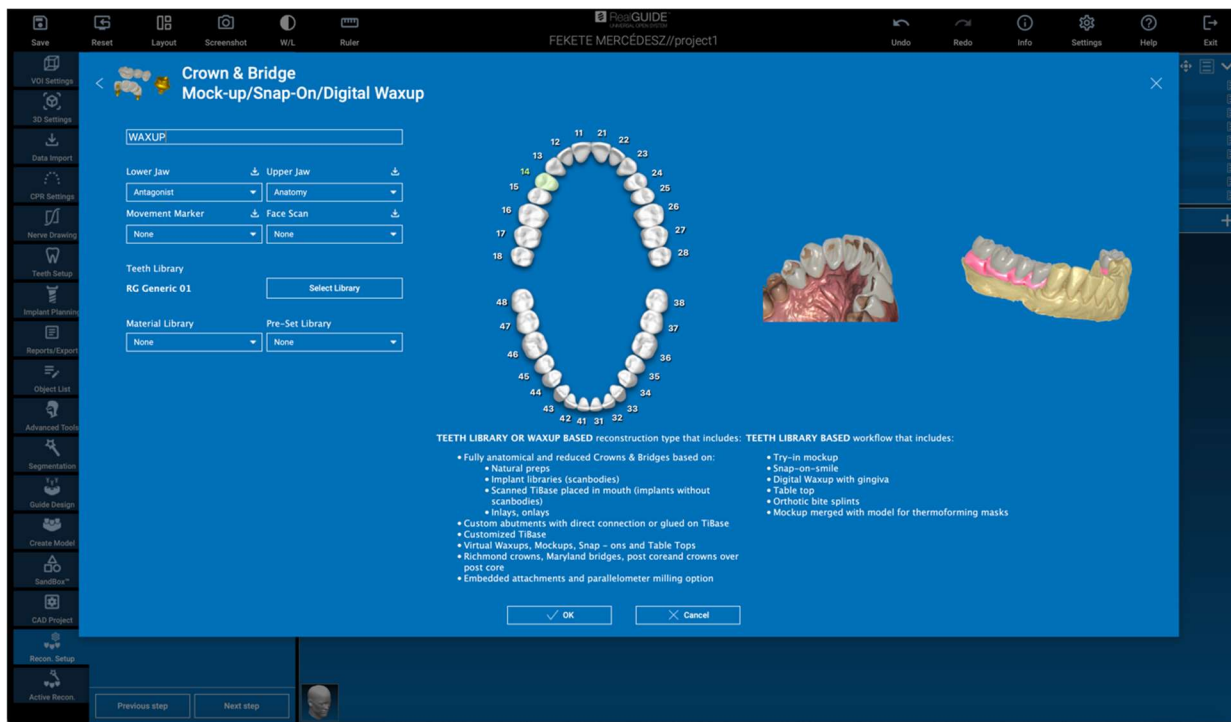 RealGUIDE
UNIVERSAL OPEN SYSTEM
FEKETE MERCÉDESZ//project1
Save
Reset
Layout
Screenshot
W/L
Ruler
Undo
Redo
Info
Settings
Help
Exit
VOI Settings
3D Settings
Data Import
CPR Settings
Nerve Drawing
Teeth Setup
Implant Planning
Reports/Export
Object List
Advanced Tools
Segmentation
Guide Design
Create Model
SandBox™
CAD Project
Recon. Setup
Active Recon.
Crown & Bridge
Mock-up/Snap-On/Digital Waxup
WAXUP
Lower Jaw
Upper Jaw
Antagonist
Anatomy
Movement Marker
Face Scan
None
None
Teeth Library
RG Generic 01
Select Library
Material Library
Pre-Set Library
None
None
11 21
12 22
13 23
14 24
15 25
16 26
17 27
18 28
48 38
47 37
46 36
45 35
44 34
43 33
42 41 31 32
TEETH LIBRARY OR WAXUP BASED reconstruction type that includes:
• Fully anatomical and reduced Crowns & Bridges based on:
• Natural preps
• Implant libraries (scanbodies)
• Scanned TiBase placed in mouth (implants without
scanbodies)
• Inlays, onlays
• Custom abutments with direct connection or glued on TiBase
• Customized TiBase
• Virtual Waxups, Mockups, Snap – ons and Table Tops
• Richmond crowns, Maryland bridges, post coreand crowns over
post core
• Embedded attachments and parallelometer milling option
TEETH LIBRARY BASED workflow that includes:
• Try-in mockup
• Snap-on-smile
• Digital Waxup with gingiva
• Table top
• Orthotic bite splints
• Mockup merged with model for thermoforming masks
OK
Cancel
Previous step
Next step